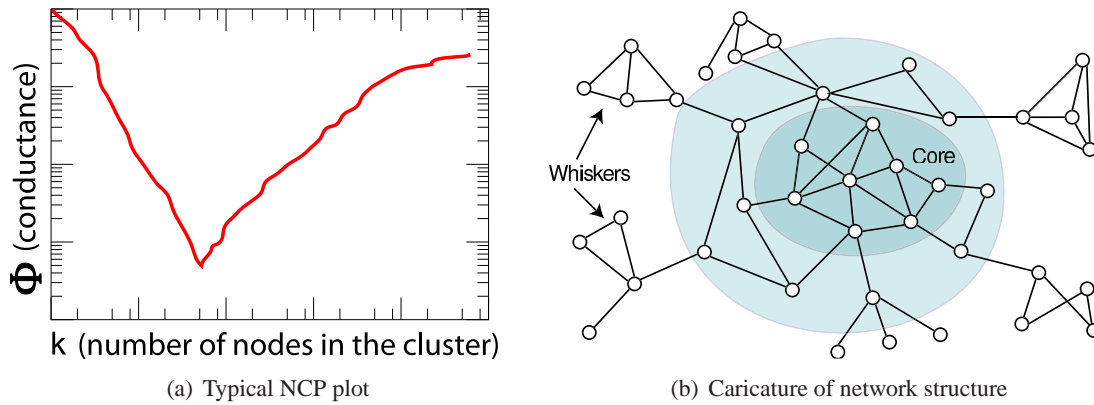 Φ (conductance)
k (number of nodes in the cluster)
(a) Typical NCP plot
Whiskers
Core
(b) Caricature of network structure